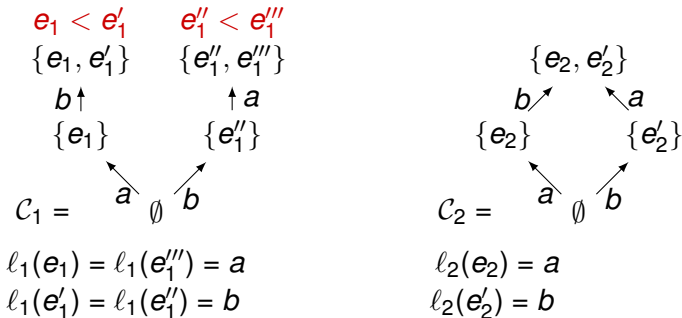 e₁ < e′₁ e″₁ < e‴₁
{e₁, e′₁} {e″₁, e‴₁} {e₂, e′₂}
b a b a
{e₁} {e″₁} {e₂} {e′₂}
a b a b
𝒞₁ = ∅ 𝒞₂ = ∅
ℓ₁(e₁) = ℓ₁(e‴₁) = a ℓ₂(e₂) = a
ℓ₁(e′₁) = ℓ₁(e″₁) = b ℓ₂(e′₂) = b